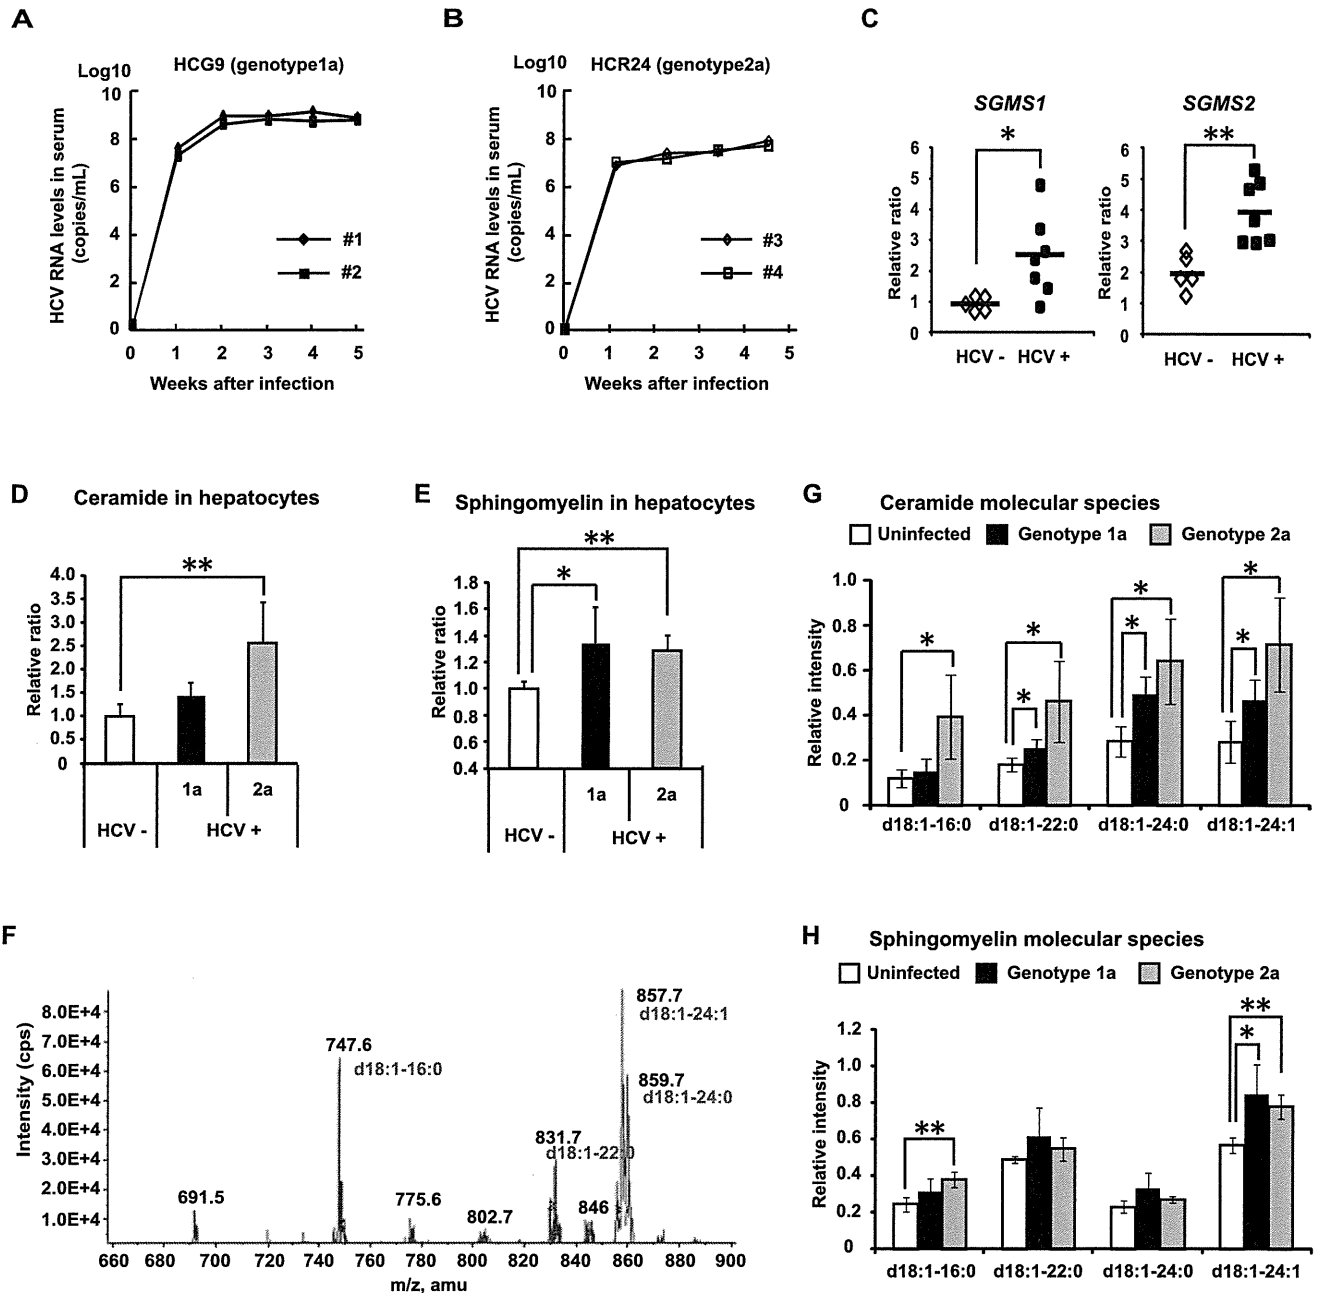 A
Log10
HCG9 (genotype1a)
HCV RNA levels in serum
(copies/mL)
10
8
6
4
2
0
#1
#2
0 1 2 3 4 5
Weeks after infection
B
Log10
HCR24 (genotype2a)
HCV RNA levels in serum
(copies/mL)
10
8
6
4
2
0
#3
#4
0 1 2 3 4 5
Weeks after infection
C
SGMS1
*
Relative ratio
6
5
4
3
2
1
0
HCV - HCV +
SGMS2
**
Relative ratio
6
5
4
3
2
1
0
HCV - HCV +
D
Ceramide in hepatocytes
**
Relative ratio
4.0
3.5
3.0
2.5
2.0
1.5
1.0
0.5
0
1a 2a
HCV - HCV +
E
Sphingomyelin in hepatocytes
**
*
Relative ratio
1.8
1.6
1.4
1.2
1.0
0.8
0.6
0.4
1a 2a
HCV - HCV +
G
Ceramide molecular species
Uninfected Genotype 1a Genotype 2a
Relative intensity
1.0
0.8
0.6
0.4
0.2
0
* * * * * * *
d18:1-16:0 d18:1-22:0 d18:1-24:0 d18:1-24:1
F
Intensity (cps)
8.0E+4
7.0E+4
6.0E+4
5.0E+4
4.0E+4
3.0E+4
2.0E+4
1.0E+4
691.5
747.6
d18:1-16:0
775.6
802.7
831.7
d18:1-22:0
846
857.7
d18:1-24:1
859.7
d18:1-24:0
660 680 700 720 740 760 780 800 820 840 860 880 900
m/z, amu
H
Sphingomyelin molecular species
Uninfected Genotype 1a Genotype 2a
Relative intensity
1.2
1.0
0.8
0.6
0.4
0.2
0
** ** *
d18:1-16:0 d18:1-22:0 d18:1-24:0 d18:1-24:1